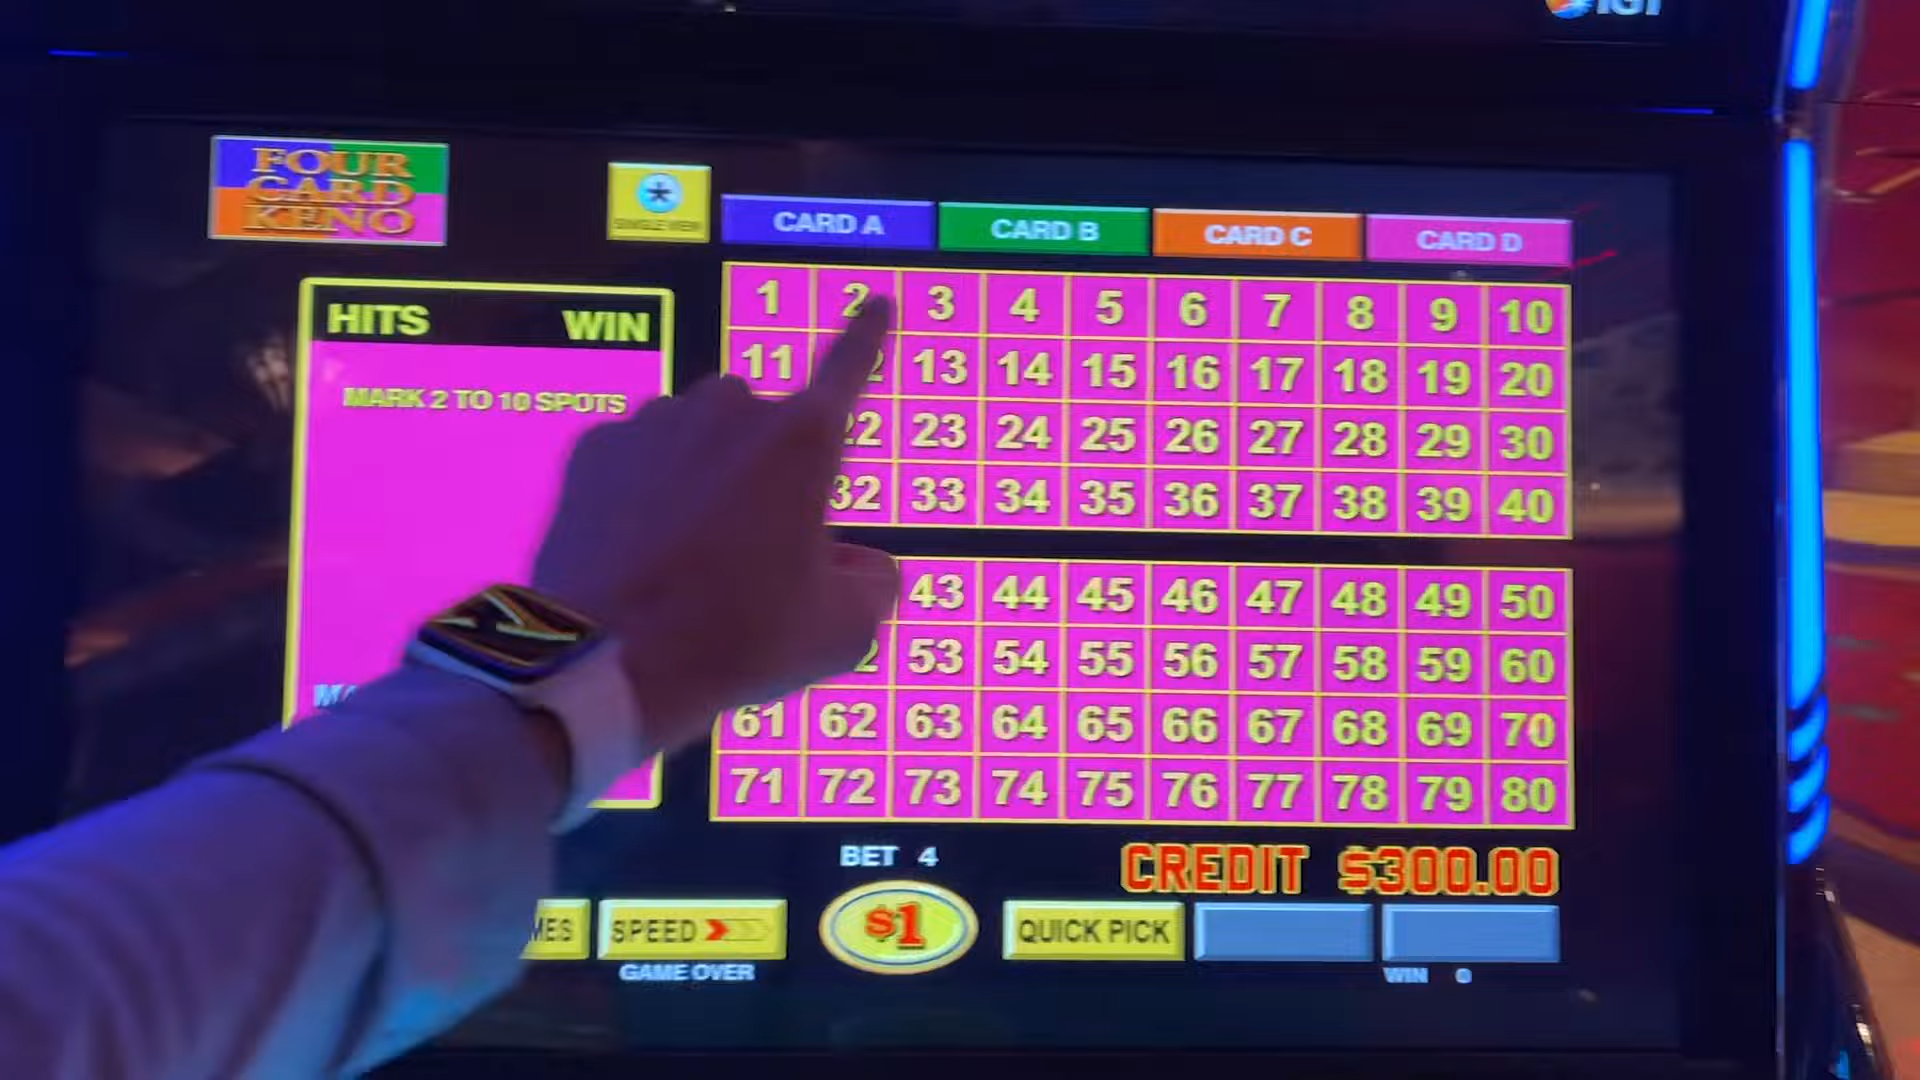 IGT
FOUR
CARD
KENO
SINGLE VIEW
CARD A CARD B CARD C CARD D
HITS WIN
MARK 2 TO 10 SPOTS
1 2 3 4 5 6 7 8 9 10
11 13 14 15 16 17 18 19 20
22 23 24 25 26 27 28 29 30
32 33 34 35 36 37 38 39 40
43 44 45 46 47 48 49 50
53 54 55 56 57 58 59 60
61 62 63 64 65 66 67 68 69 70
71 72 73 74 75 76 77 78 79 80
BET 4 CREDIT $300.00
SPEED $1 QUICK PICK
GAME OVER WIN 0